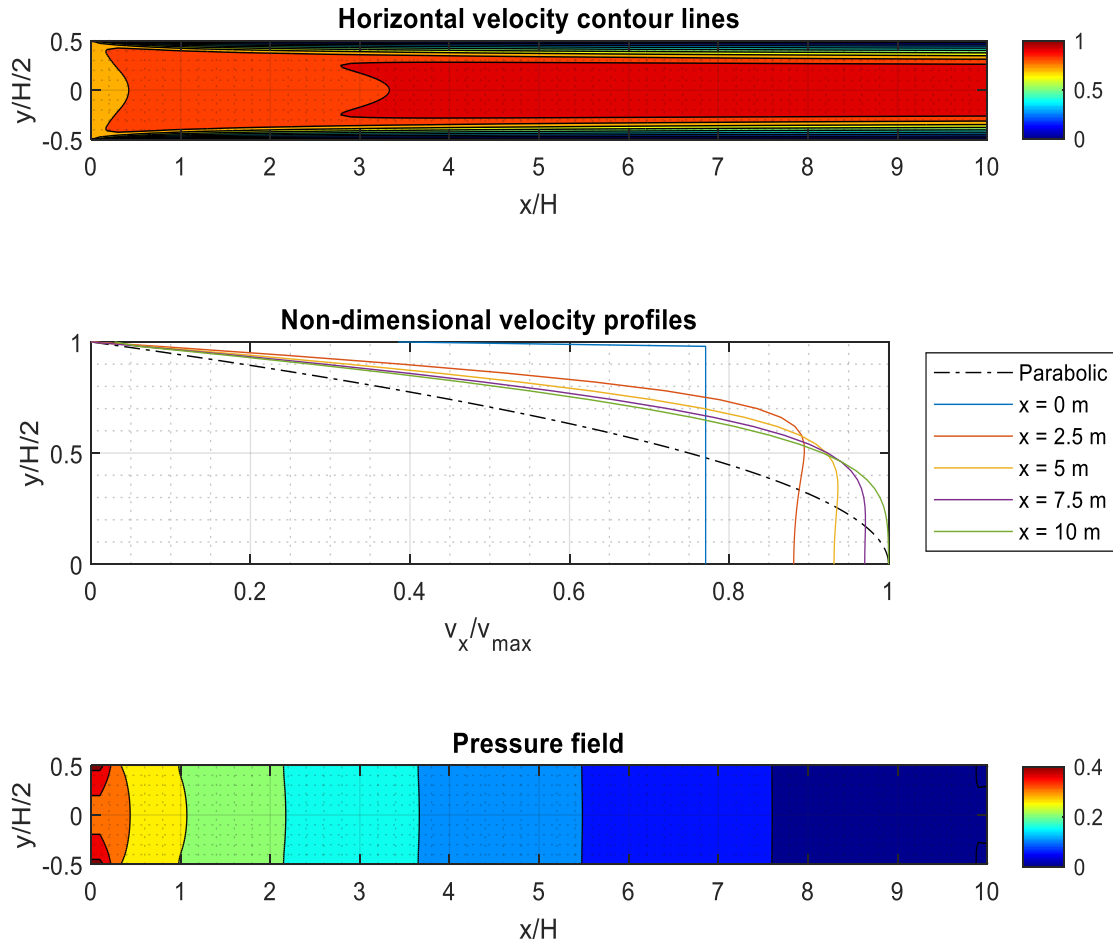 Horizontal velocity contour lines
0.5
0
-0.5
y/H/2
0 1 2 3 4 5 6 7 8 9 10
x/H
1
0.5
0
Non-dimensional velocity profiles
1
0.5
0
y/H/2
0 0.2 0.4 0.6 0.8 1
v_x/v_max
Parabolic
x = 0 m
x = 2.5 m
x = 5 m
x = 7.5 m
x = 10 m
Pressure field
0.5
0
-0.5
y/H/2
0 1 2 3 4 5 6 7 8 9 10
x/H
0.4
0.2
0